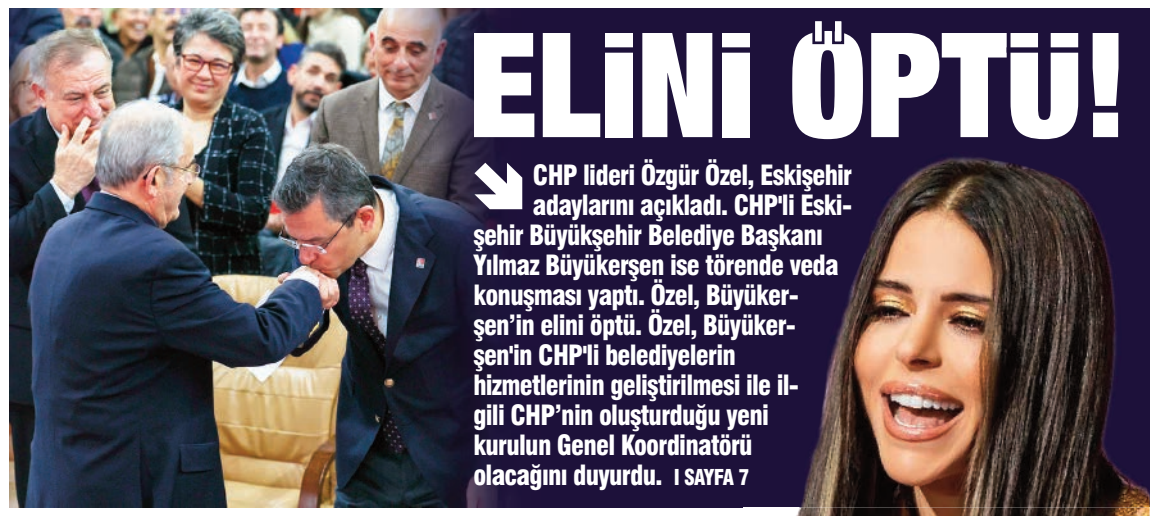 ELİNİ ÖPTÜ!
CHP lideri Özgür Özel, Eskişehir
adaylarını açıkladı. CHP'li Eski-
şehir Büyükşehir Belediye Başkanı
Yılmaz Büyükerşen ise törende veda
konuşması yaptı. Özel, Büyüker-
şen’in elini öptü. Özel, Büyüker-
şen'in CHP'li belediyelerin
hizmetlerinin geliştirilmesi ile il-
gili CHP’nin oluşturduğu yeni
kurulun Genel Koordinatörü
olacağını duyurdu. I SAYFA 7